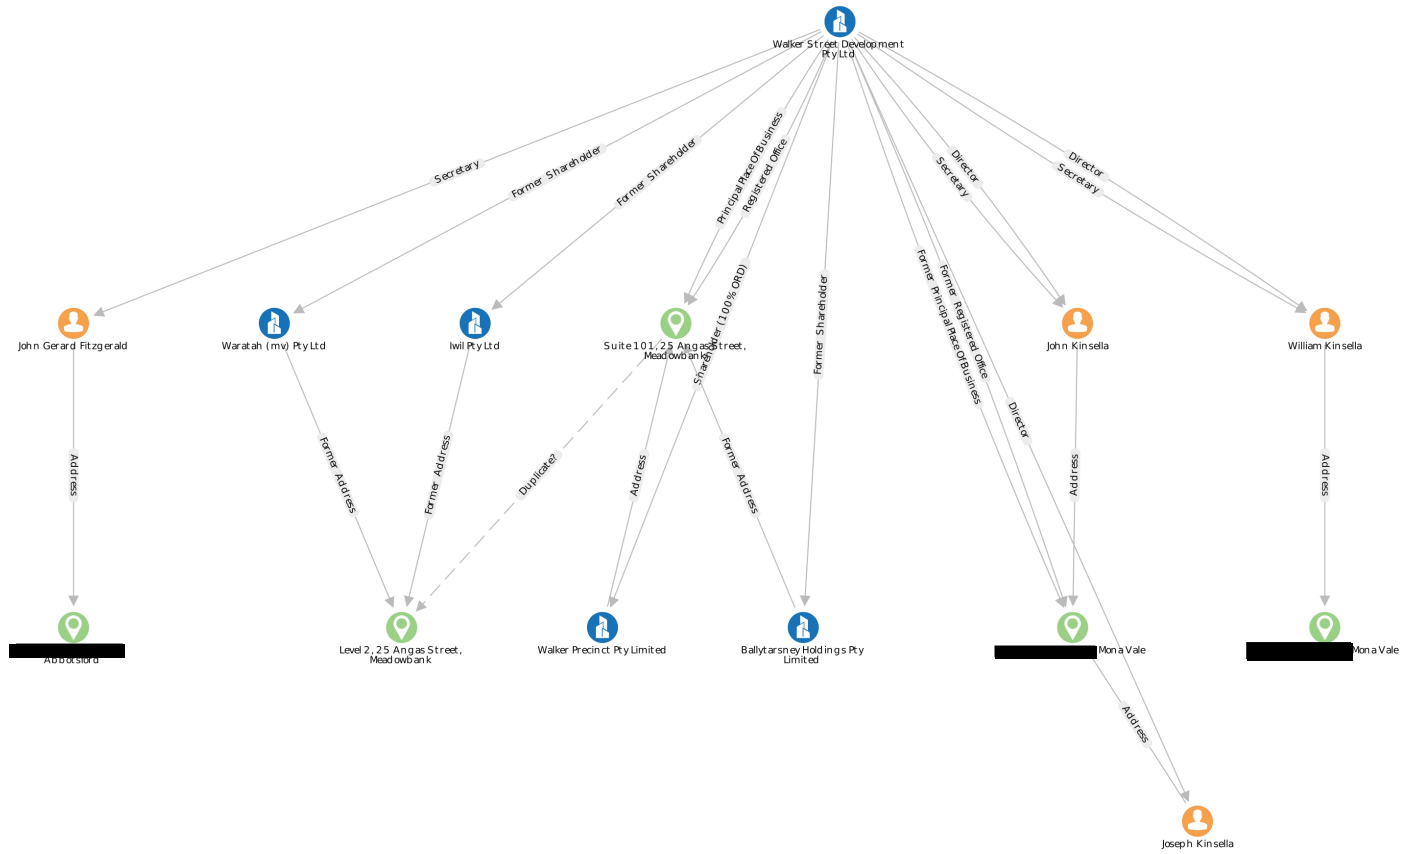 Walker Street Development
Pty Ltd
Secretary
Former Shareholder
Former Shareholder
Principal Place Of Business
Registered Office
Shareholder (100% ORD)
Former Shareholder
Former Principal Place Of Business
Former Registered Office
Director
Secretary
Director
Director
Secretary
John Gerard Fitzgerald
Waratah (mv) Pty Ltd
Iwil Pty Ltd
Suite 101, 25 Angas Street,
Meadowbank
John Kinsella
William Kinsella
Address
Former Address
Former Address
Duplicate?
Address
Former Address
Address
Address
Abbotsford
Level 2, 25 Angas Street,
Meadowbank
Walker Precinct Pty Limited
Ballytarsney Holdings Pty
Limited
Mona Vale
Mona Vale
Address
Joseph Kinsella